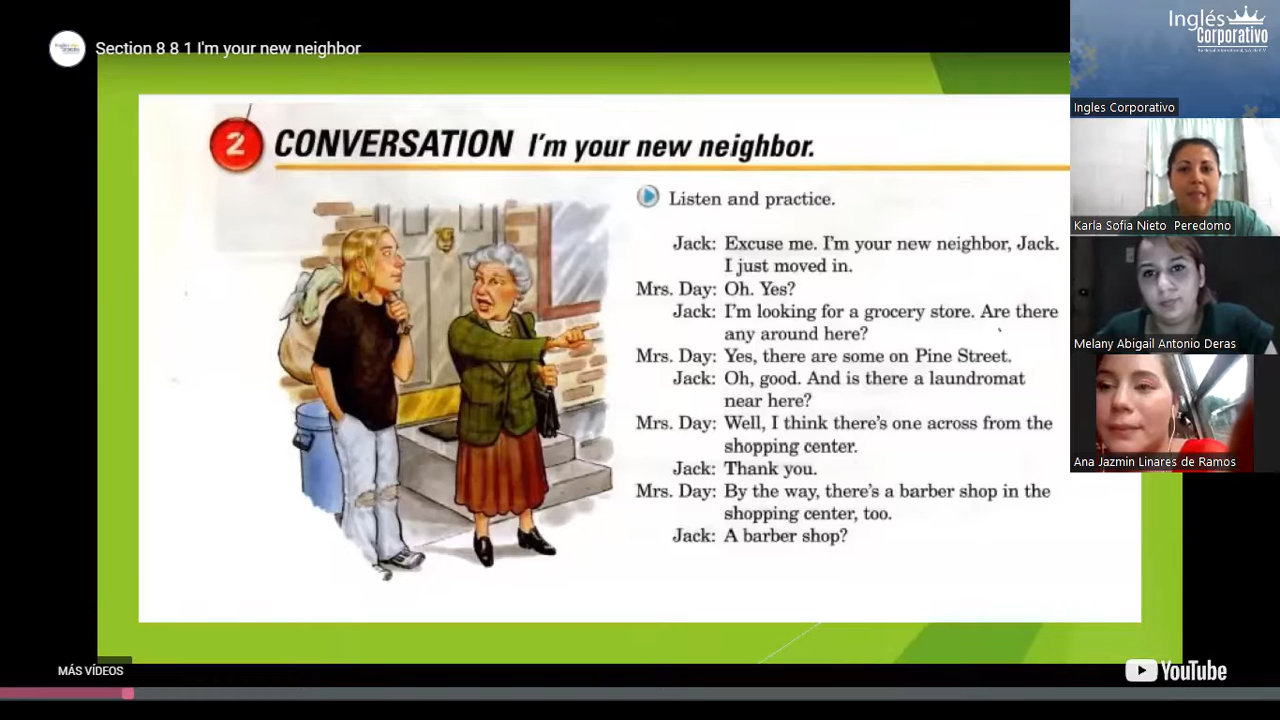 Section 8 8 1 I'm your new neighbor
2 CONVERSATION I'm your new neighbor.
Listen and practice.
Jack: Excuse me. I'm your new neighbor, Jack.
I just moved in.
Mrs. Day: Oh. Yes?
Jack: I'm looking for a grocery store. Are there
any around here?
Mrs. Day: Yes, there are some on Pine Street.
Jack: Oh, good. And is there a laundromat
near here?
Mrs. Day: Well, I think there's one across from the
shopping center.
Jack: Thank you.
Mrs. Day: By the way, there's a barber shop in the
shopping center, too.
Jack: A barber shop?
MÁS VÍDEOS
YouTube
Inglés
Corporativo
Ingles Corporativo
Karla Sofia Nieto Peredomo
Melany Abigail Antonio Deras
Ana Jazmin Linares de Ramos